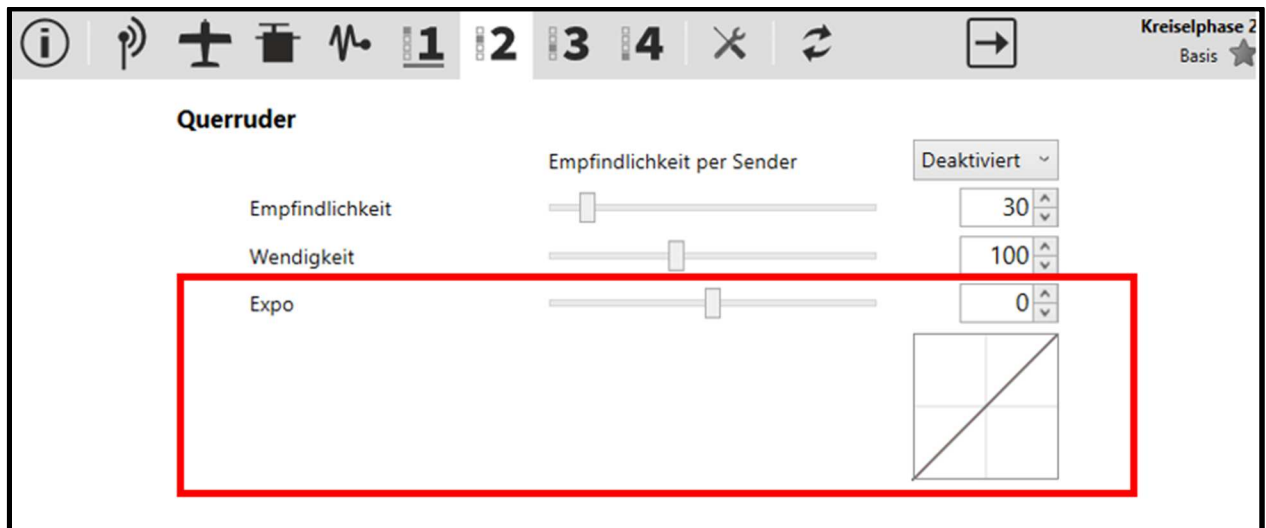 1 2 3 4
Kreiselphase 2
Basis
Querruder
Empfindlichkeit per Sender Deaktiviert
Empfindlichkeit 30
Wendigkeit 100
Expo 0